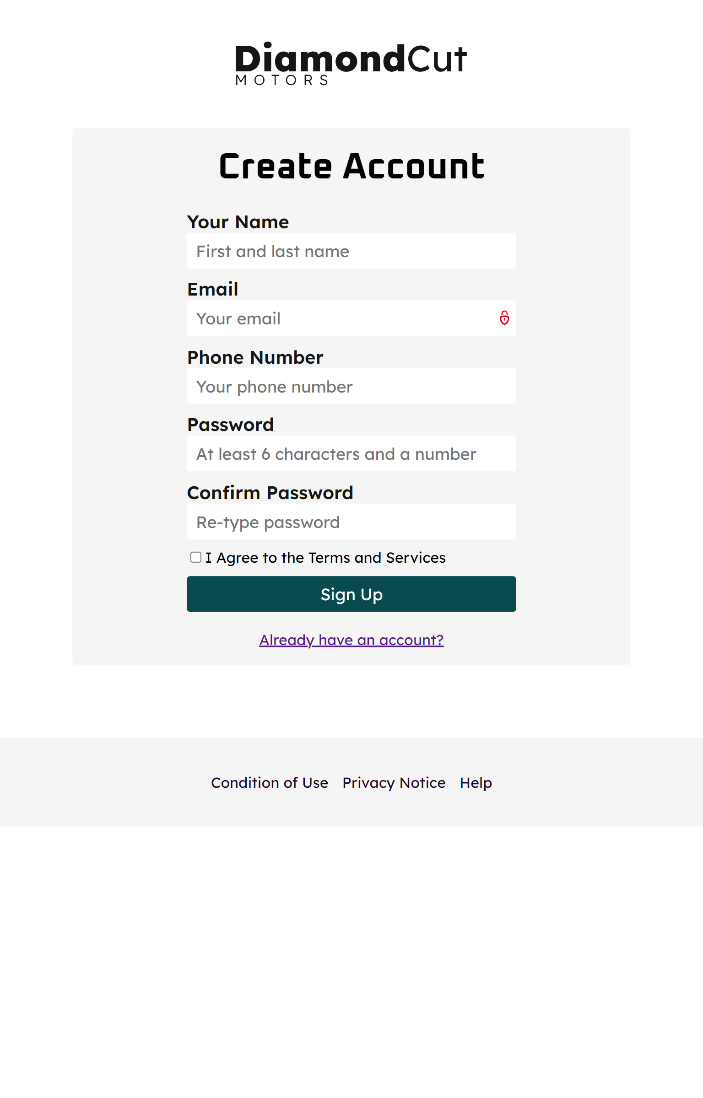 DiamondCut
MOTORS
Create Account
Your Name
First and last name
Email
Your email
Phone Number
Your phone number
Password
At least 6 characters and a number
Confirm Password
Re-type password
I Agree to the Terms and Services
Sign Up
Already have an account?
Condition of Use Privacy Notice Help